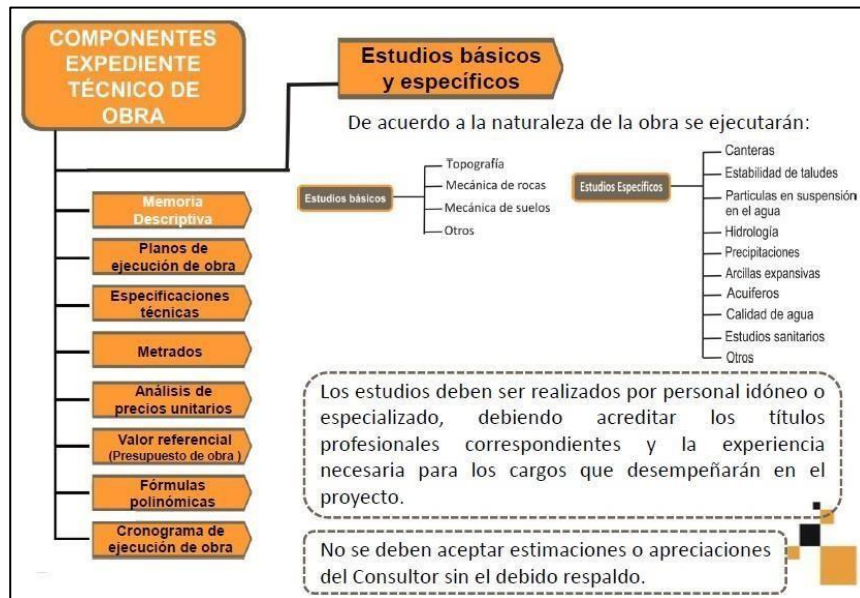 COMPONENTES
EXPEDIENTE
TÉCNICO DE
OBRA
Estudios básicos
y específicos
De acuerdo a la naturaleza de la obra se ejecutarán:
Estudios básicos
Topografía
Mecánica de rocas
Mecánica de suelos
Otros
Estudios Específicos
Canteras
Estabilidad de taludes
Particulas en suspensión
en el agua
Hidrología
Precipitaciones
Arcillas expansivas
Acuiferos
Calidad de agua
Estudios sanitarios
Otros
Memoria
Descriptiva
Planos de
ejecución de obra
Especificaciones
técnicas
Metrados
Análisis de
precios unitarios
Valor referencial
(Presupuesto de obra )
Fórmulas
polinómicas
Cronograma de
ejecución de obra
Los estudios deben ser realizados por personal idóneo o
especializado, debiendo acreditar los títulos
profesionales correspondientes y la experiencia
necesaria para los cargos que desempeñarán en el
proyecto.
No se deben aceptar estimaciones o apreciaciones
del Consultor sin el debido respaldo.